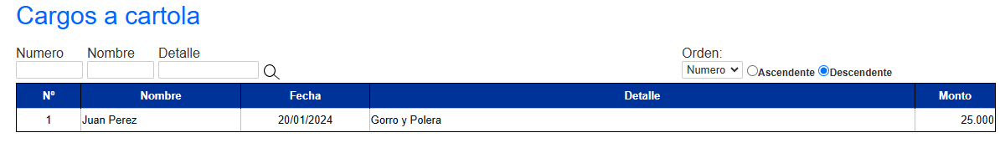 Cargos a cartola
Numero Nombre Detalle Orden:
Numero Ascendente Descendente
Nº Nombre Fecha Detalle Monto
1 Juan Perez 20/01/2024 Gorro y Polera 25.000